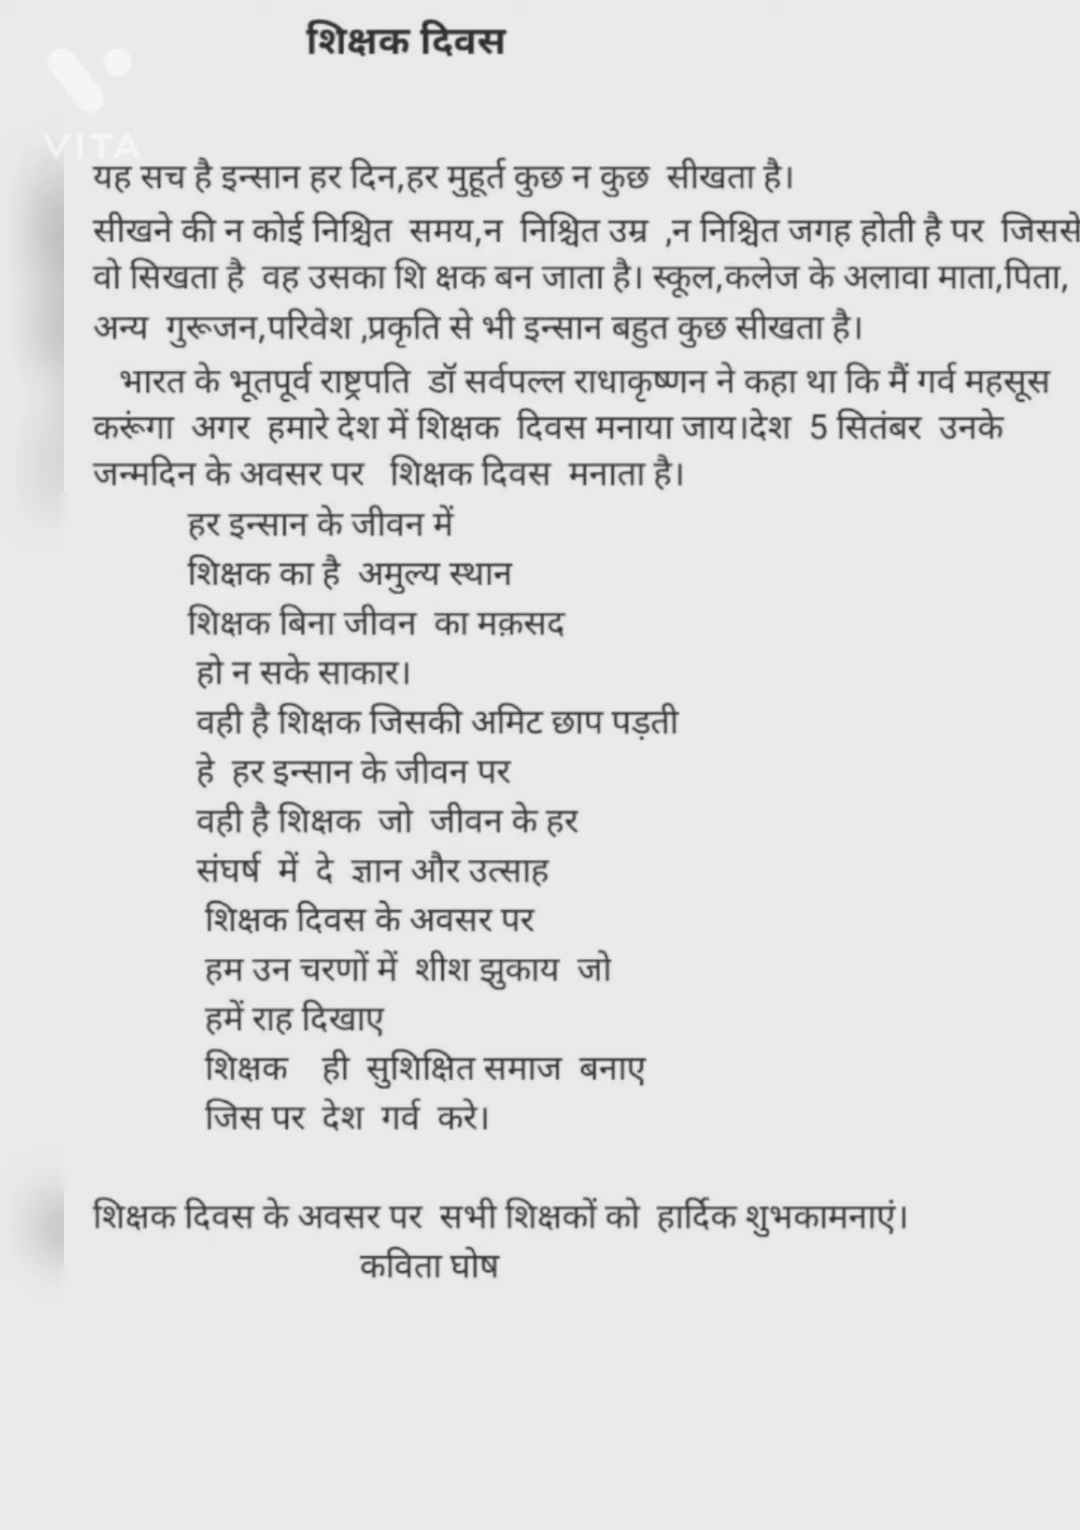 शिक्षक दिवस
VITA
यह सच है इन्सान हर दिन,हर मुहूर्त कुछ न कुछ सीखता है।
सीखने की न कोई निश्चित समय,न निश्चित उम्र ,न निश्चित जगह होती है पर जिससे
वो सिखता है वह उसका शि क्षक बन जाता है। स्कूल,कलेज के अलावा माता,पिता,
अन्य गुरूजन,परिवेश ,प्रकृति से भी इन्सान बहुत कुछ सीखता है।
भारत के भूतपूर्व राष्ट्रपति डॉ सर्वपल्ल राधाकृष्णन ने कहा था कि मैं गर्व महसूस
करूंगा अगर हमारे देश में शिक्षक दिवस मनाया जाय।देश 5 सितंबर उनके
जन्मदिन के अवसर पर शिक्षक दिवस मनाता है।
हर इन्सान के जीवन में
शिक्षक का है अमुल्य स्थान
शिक्षक बिना जीवन का मक़सद
हो न सके साकार।
वही है शिक्षक जिसकी अमिट छाप पड़ती
हे हर इन्सान के जीवन पर
वही है शिक्षक जो जीवन के हर
संघर्ष में दे ज्ञान और उत्साह
शिक्षक दिवस के अवसर पर
हम उन चरणों में शीश झुकाय जो
हमें राह दिखाए
शिक्षक ही सुशिक्षित समाज बनाए
जिस पर देश गर्व करे।
शिक्षक दिवस के अवसर पर सभी शिक्षकों को हार्दिक शुभकामनाएं।
कविता घोष